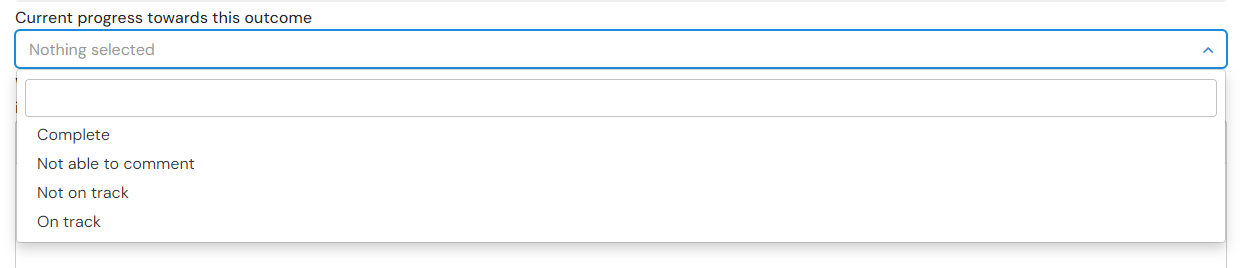 Current progress towards this outcome
Nothing selected
Complete
Not able to comment
Not on track
On track